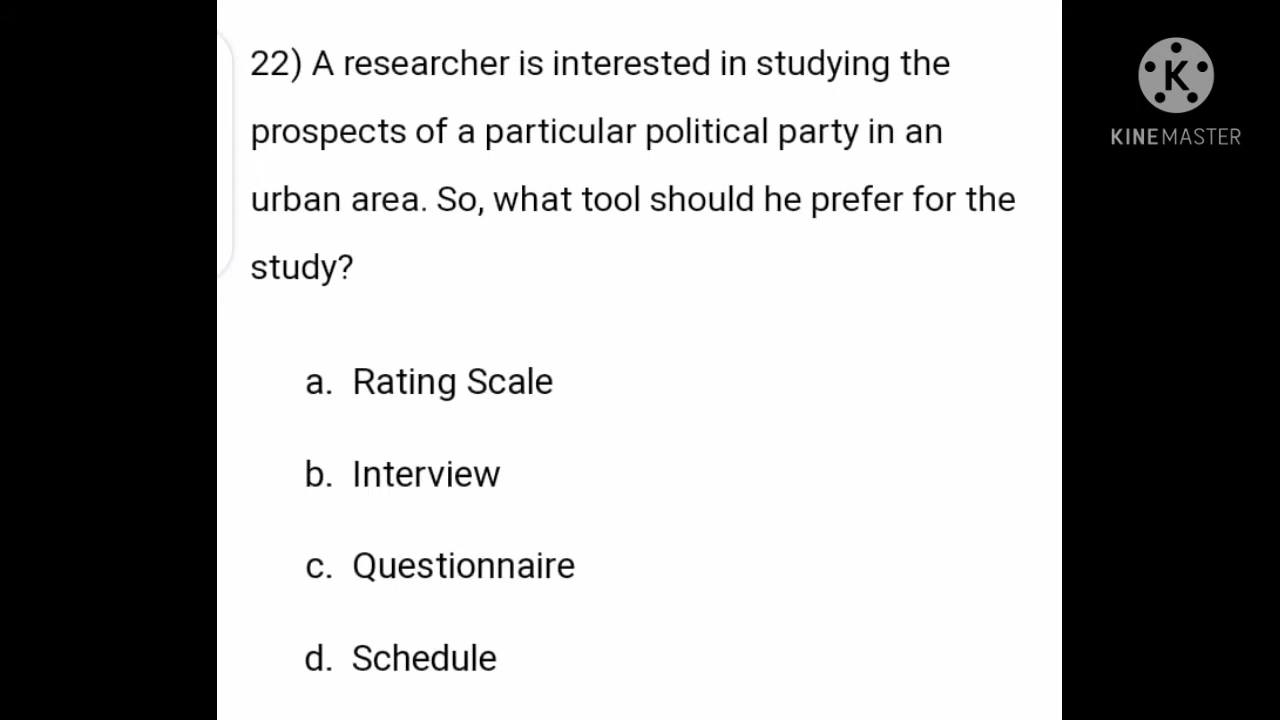 22) A researcher is interested in studying the
prospects of a particular political party in an
urban area. So, what tool should he prefer for the
study?
a. Rating Scale
b. Interview
c. Questionnaire
d. Schedule
K
KINEMASTER